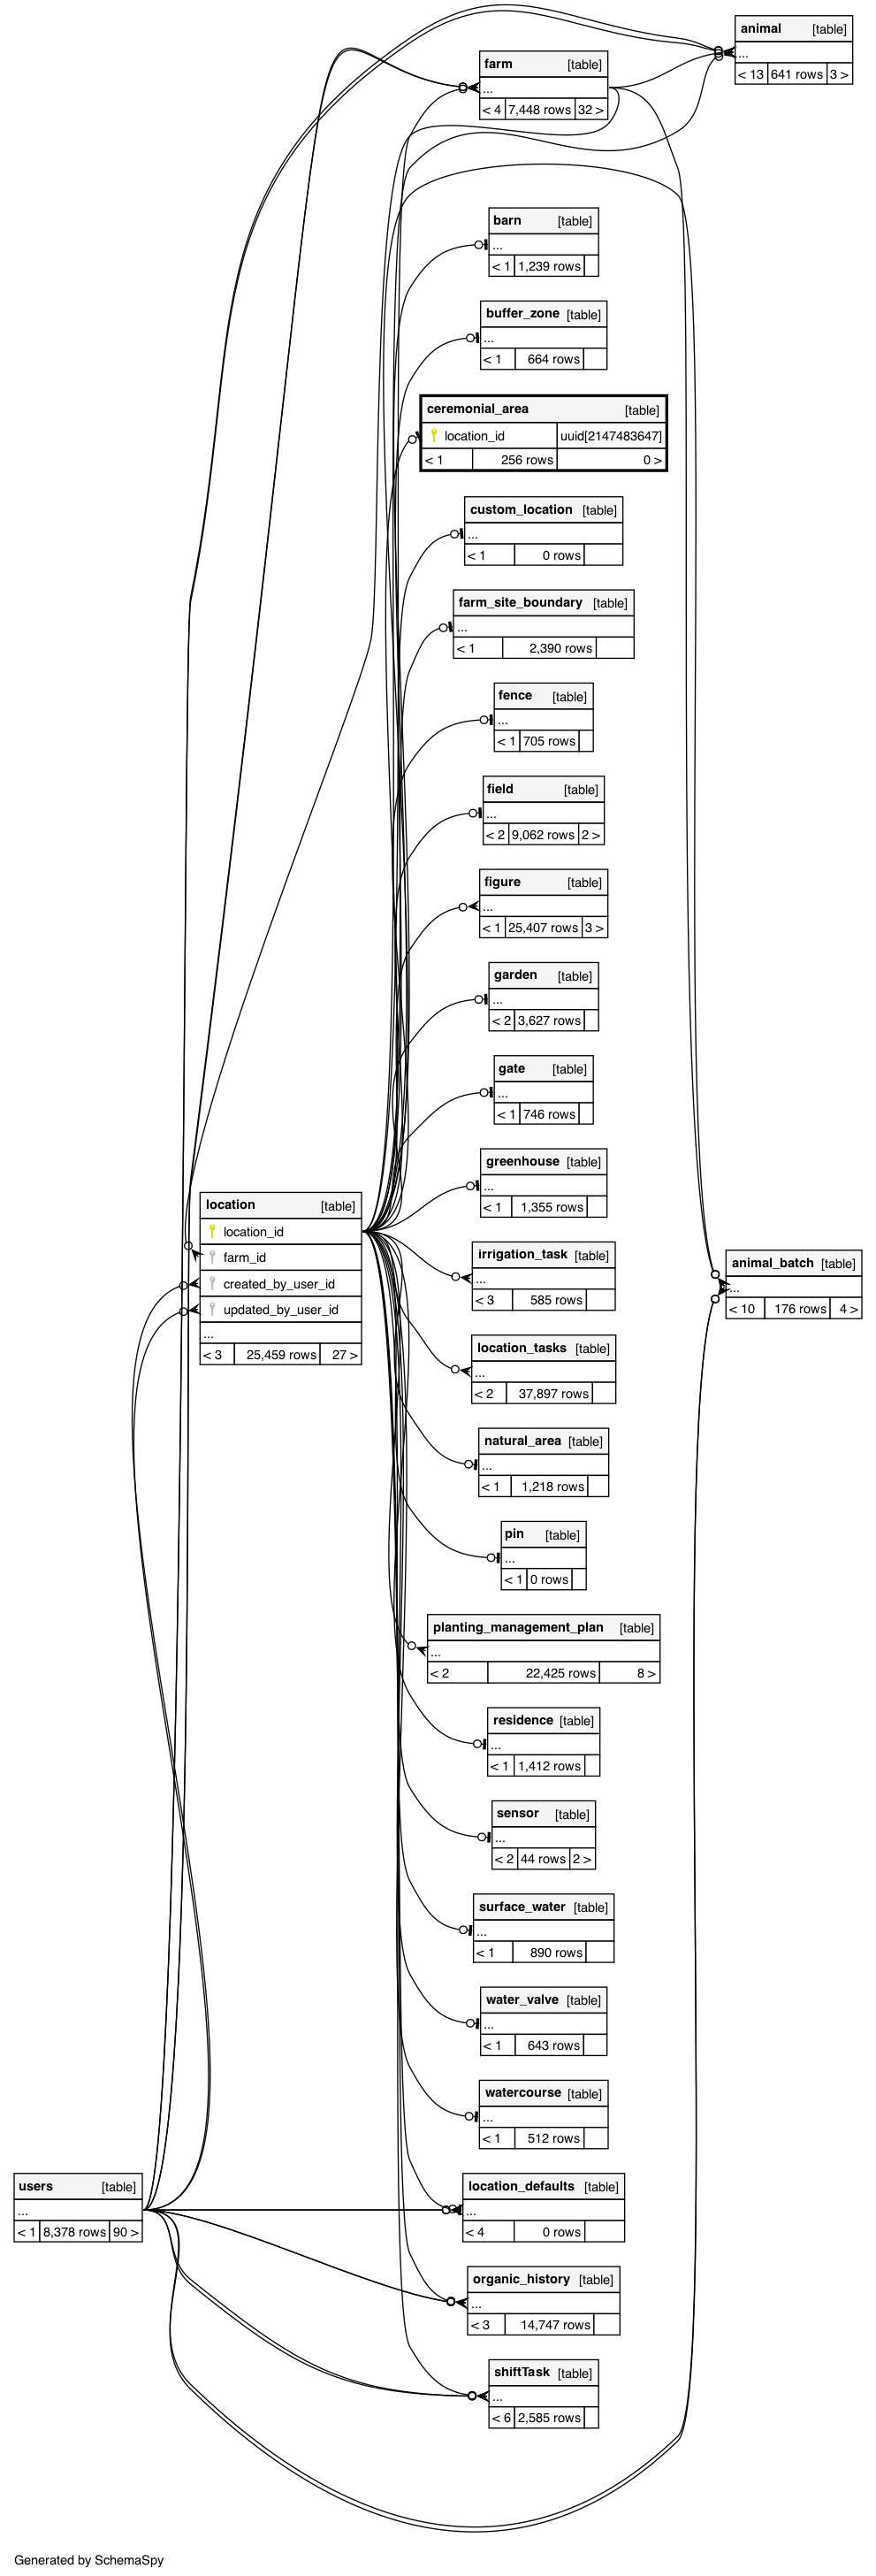 animal [table]
...
< 13 641 rows 3 >
farm [table]
...
< 4 7,448 rows 32 >
barn [table]
...
< 1 1,239 rows
buffer_zone [table]
...
< 1 664 rows
ceremonial_area [table]
location_id uuid[2147483647]
< 1 256 rows 0 >
custom_location [table]
...
< 1 0 rows
farm_site_boundary [table]
...
< 1 2,390 rows
fence [table]
...
< 1 705 rows
field [table]
...
< 2 9,062 rows 2 >
figure [table]
...
< 1 25,407 rows 3 >
garden [table]
...
< 2 3,627 rows
gate [table]
...
< 1 746 rows
greenhouse [table]
...
< 1 1,355 rows
location [table]
location_id
farm_id
created_by_user_id
updated_by_user_id
...
< 3 25,459 rows 27 >
irrigation_task [table]
...
< 3 585 rows
animal_batch [table]
...
< 10 176 rows 4 >
location_tasks [table]
...
< 2 37,897 rows
natural_area [table]
...
< 1 1,218 rows
pin [table]
...
< 1 0 rows
planting_management_plan [table]
...
< 2 22,425 rows 8 >
residence [table]
...
< 1 1,412 rows
sensor [table]
...
< 2 44 rows 2 >
surface_water [table]
...
< 1 890 rows
water_valve [table]
...
< 1 643 rows
watercourse [table]
...
< 1 512 rows
users [table]
...
< 1 8,378 rows 90 >
location_defaults [table]
...
< 4 0 rows
organic_history [table]
...
< 3 14,747 rows
shiftTask [table]
...
< 6 2,585 rows
Generated by SchemaSpy